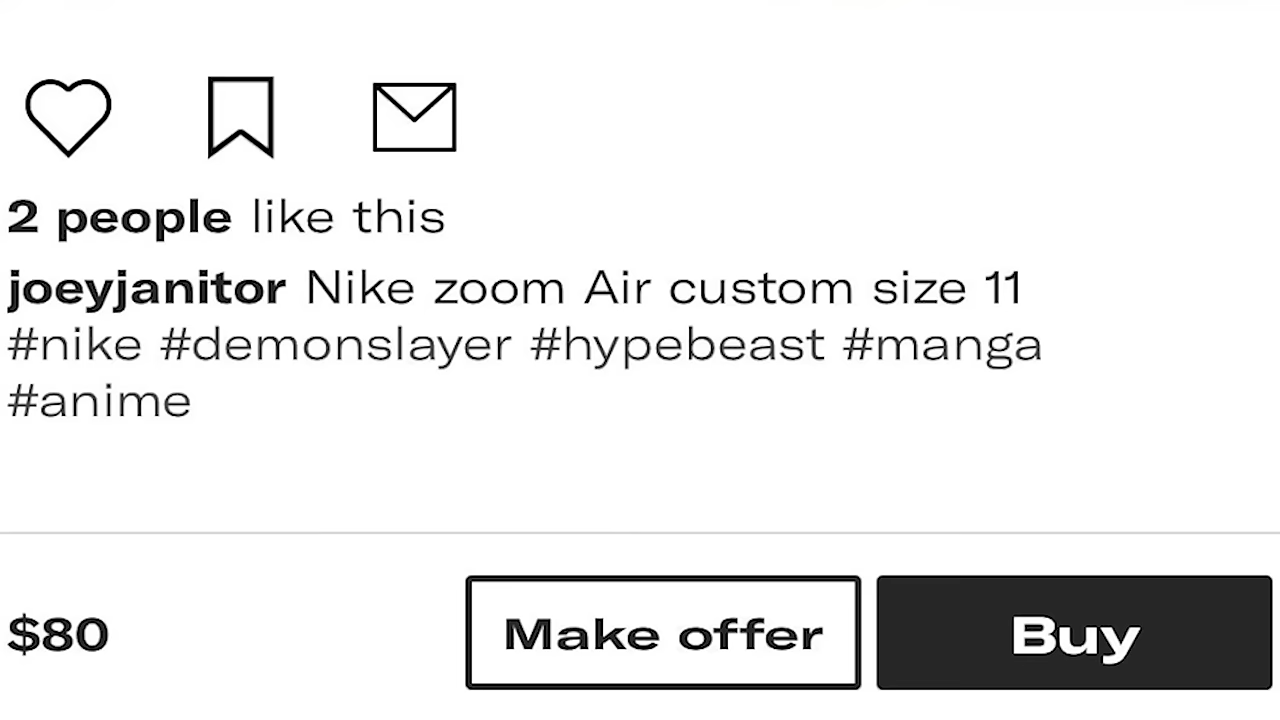 2 people like this
joeyjanitor Nike zoom Air custom size 11
#nike #demonslayer #hypebeast #manga
#anime
$80 Make offer Buy